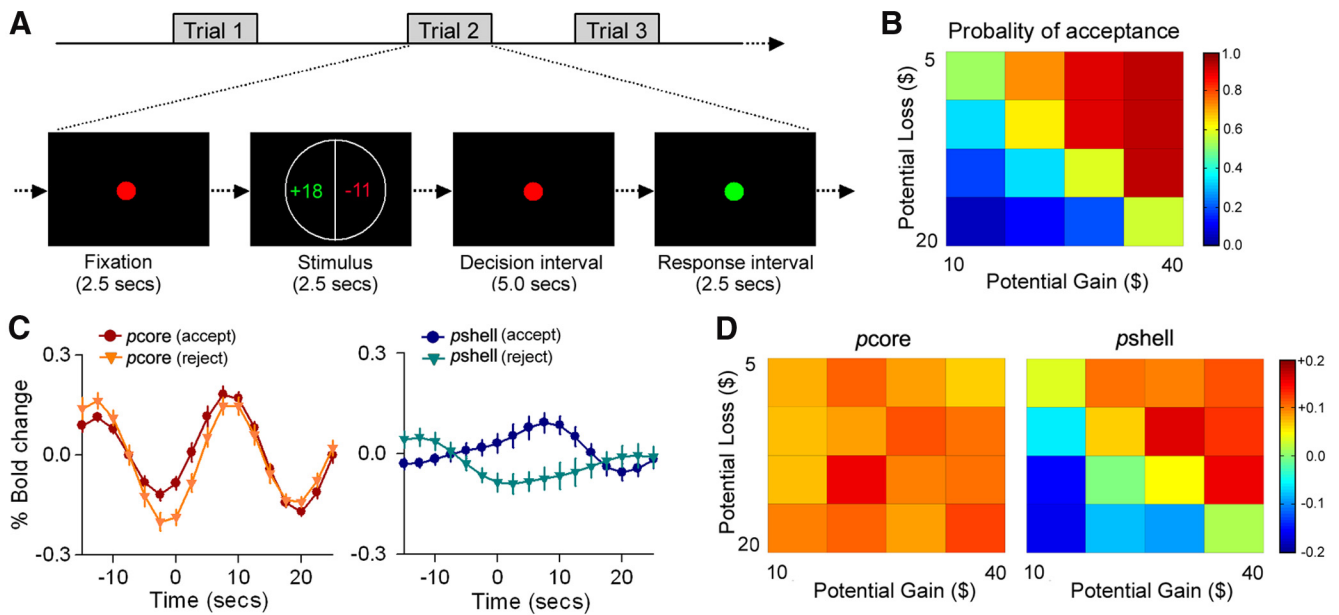 A
Trial 1
Trial 2
Trial 3
+18
-11
Fixation
(2.5 secs)
Stimulus
(2.5 secs)
Decision interval
(5.0 secs)
Response interval
(2.5 secs)
B
Probality of acceptance
Potential Loss ($)
5
20
10
40
Potential Gain ($)
1.0
0.8
0.6
0.4
0.2
0.0
C
pcore (accept)
pcore (reject)
% Bold change
0.3
0.0
-0.3
-10
0
10
20
Time (secs)
pshell (accept)
pshell (reject)
0.3
0.0
-0.3
-10
0
10
20
Time (secs)
D
pcore
Potential Loss ($)
5
20
10
40
Potential Gain ($)
pshell
10
40
Potential Gain ($)
+0.2
+0.1
0.0
-0.1
-0.2